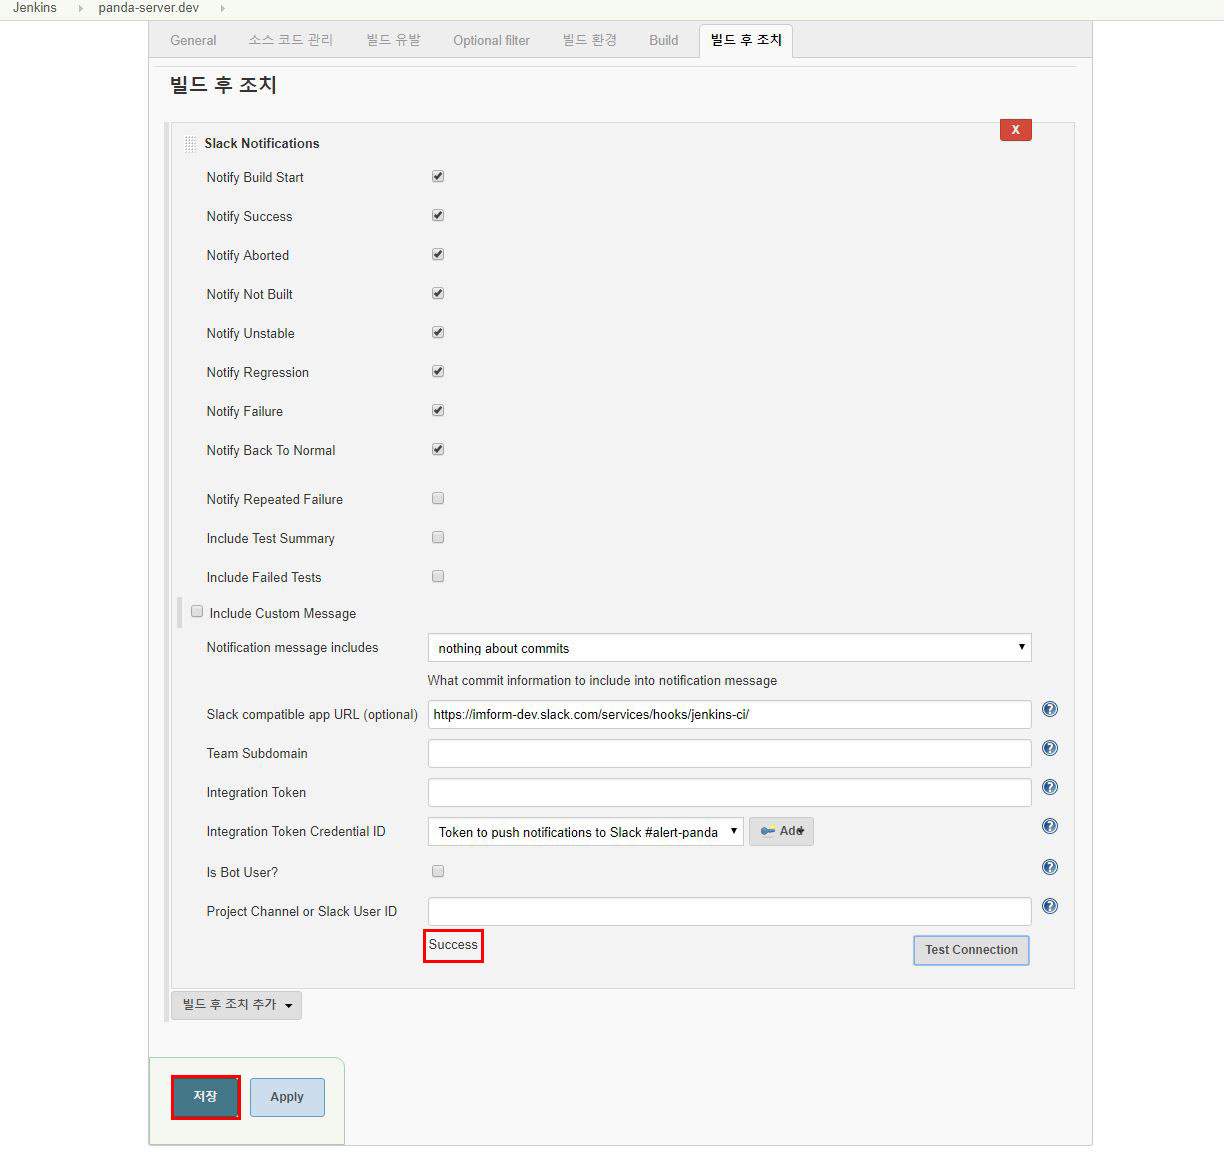 Jenkins panda-server.dev
General 소스 코드 관리 빌드 유발 Optional filter 빌드 환경 Build 빌드 후 조치
빌드 후 조치
X
Slack Notifications
Notify Build Start
Notify Success
Notify Aborted
Notify Not Built
Notify Unstable
Notify Regression
Notify Failure
Notify Back To Normal
Notify Repeated Failure
Include Test Summary
Include Failed Tests
Include Custom Message
Notification message includes nothing about commits
What commit information to include into notification message
Slack compatible app URL (optional) https://imform-dev.slack.com/services/hooks/jenkins-ci/ ?
Team Subdomain ?
Integration Token ?
Integration Token Credential ID Token to push notifications to Slack #alert-panda Add ?
Is Bot User? ?
Project Channel or Slack User ID ?
Success Test Connection
빌드 후 조치 추가
저장 Apply